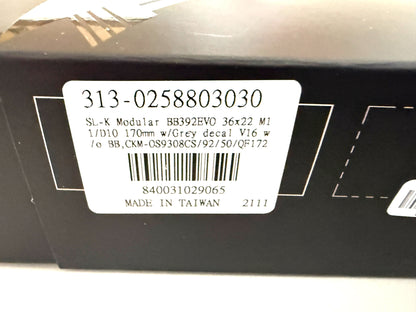 313-0258803030
SL-K Modular BB392EVO 36x22 M1
1/D10 170mm w/Grey decal V16 w
/o BB,CKM-OS9308CS/92/50/QF172
840031029065
MADE IN TAIWAN 2111